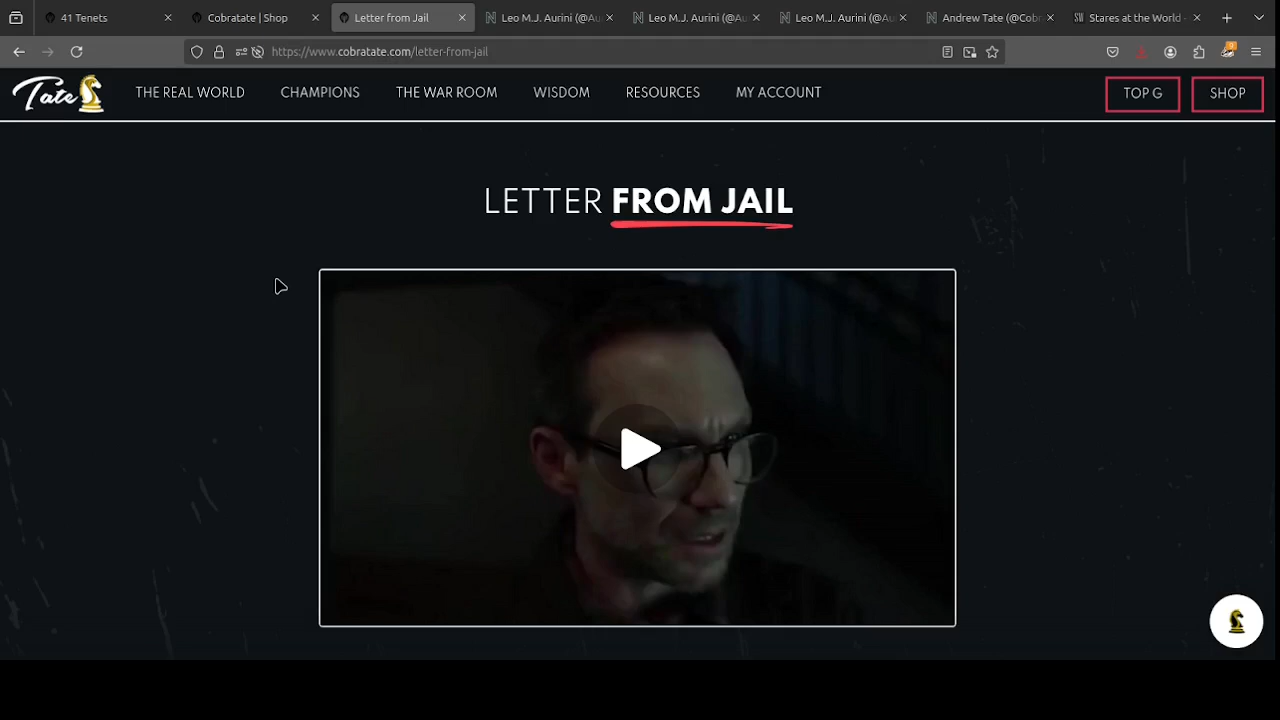 41 Tenets
Cobratate | Shop
Letter from Jail
Leo M.J. Aurini (@Au
Leo M.J. Aurini (@Au
Leo M.J. Aurini (@Au
Andrew Tate (@Cob
Stares at the World -
https://www.cobratate.com/letter-from-jail
9
Tate
THE REAL WORLD
CHAMPIONS
THE WAR ROOM
WISDOM
RESOURCES
MY ACCOUNT
TOP G
SHOP
LETTER FROM JAIL